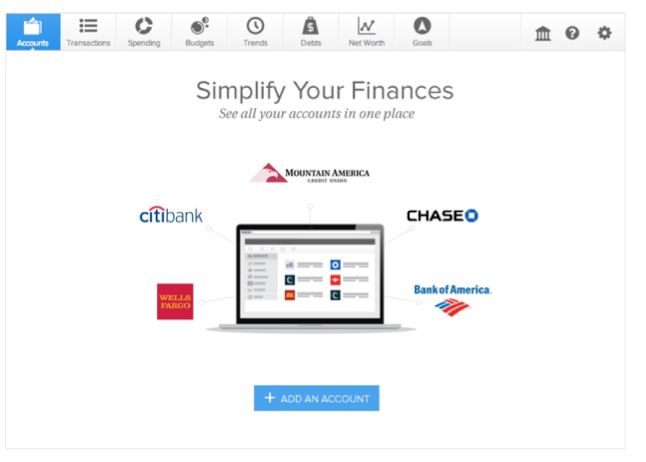 Accounts
Transactions
Spending
Budgets
Trends
Debts
Net Worth
Goals
Simplify Your Finances
See all your accounts in one place
MOUNTAIN AMERICA
CREDIT UNION
citibank
CHASE
WELLS
FARGO
Bank of America.
+ ADD AN ACCOUNT